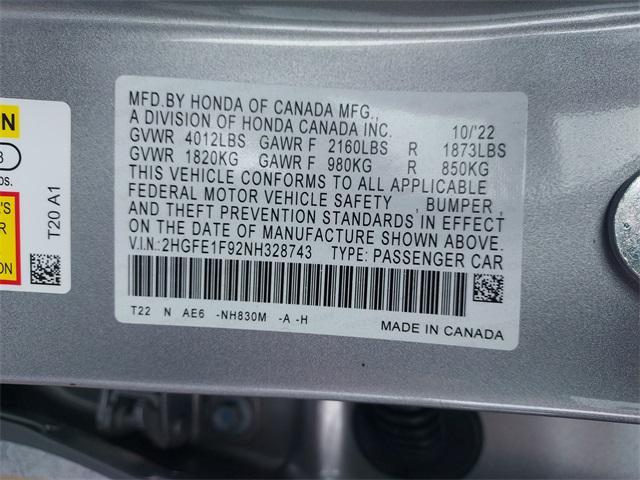 N
3
os.
'S
R
ION
T20 A1
MFD.BY HONDA OF CANADA MFG.,
A DIVISION OF HONDA CANADA INC. 10/'22
GVWR 4012LBS GAWR F 2160LBS R 1873LBS
GVWR 1820KG GAWR F 980KG R 850KG
THIS VEHICLE CONFORMS TO ALL APPLICABLE
FEDERAL MOTOR VEHICLE SAFETY , BUMPER ,
AND THEFT PREVENTION STANDARDS IN EFFECT
ON THE DATE OF MANUFACTURE SHOWN ABOVE.
V.I.N.:2HGFE1F92NH328743 TYPE: PASSENGER CAR
T22 N AE6 -NH830M -A -H
MADE IN CANADA